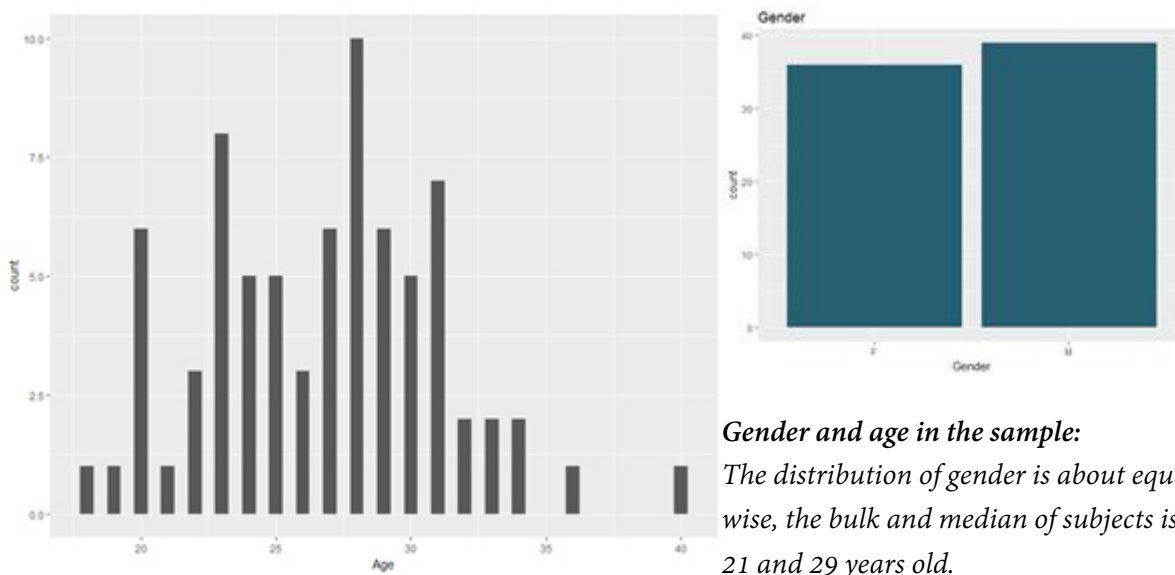 10.0
7.5
5.0
2.5
0.0
count
20
25
30
35
40
Age
Gender
40
30
20
10
0
count
F
M
Gender
Gender and age in the sample:
The distribution of gender is about equ
wise, the bulk and median of subjects is
21 and 29 years old.